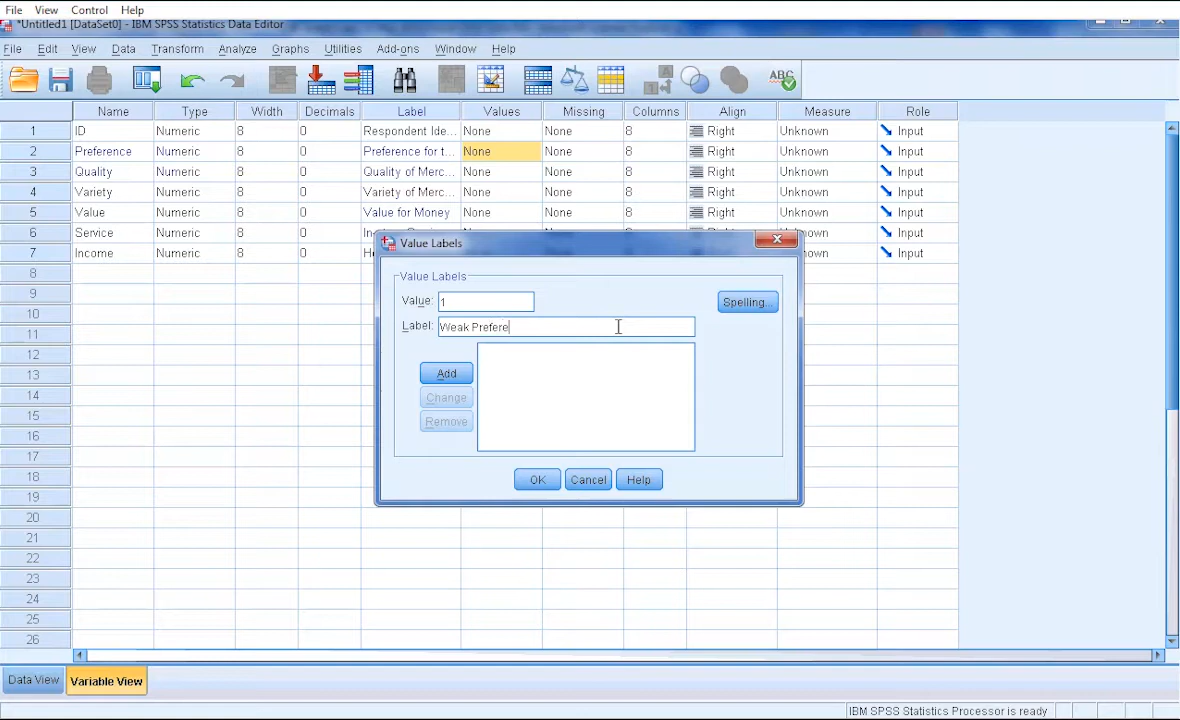 File View Control Help
*Untitled1 [DataSet0] - IBM SPSS Statistics Data Editor
File Edit View Data Transform Analyze Graphs Utilities Add-ons Window Help
Name Type Width Decimals Label Values Missing Columns Align Measure Role
1 ID Numeric 8 0 Respondent Ide... None None 8 Right Unknown Input
2 Preference Numeric 8 0 Preference for t... None None 8 Right Unknown Input
3 Quality Numeric 8 0 Quality of Merc... None None 8 Right Unknown Input
4 Variety Numeric 8 0 Variety of Merc... None None 8 Right Unknown Input
5 Value Numeric 8 0 Value for Money None None 8 Right Unknown Input
6 Service Numeric 8 0 Input
7 Income Numeric 8 0 Input
Value Labels
Value Labels
Value: 1
Spelling...
Label: Weak Prefere
Add
Change
Remove
OK Cancel Help
8
9
10
11
12
13
14
15
16
17
18
19
20
21
22
23
24
25
26
Data View Variable View
IBM SPSS Statistics Processor is ready